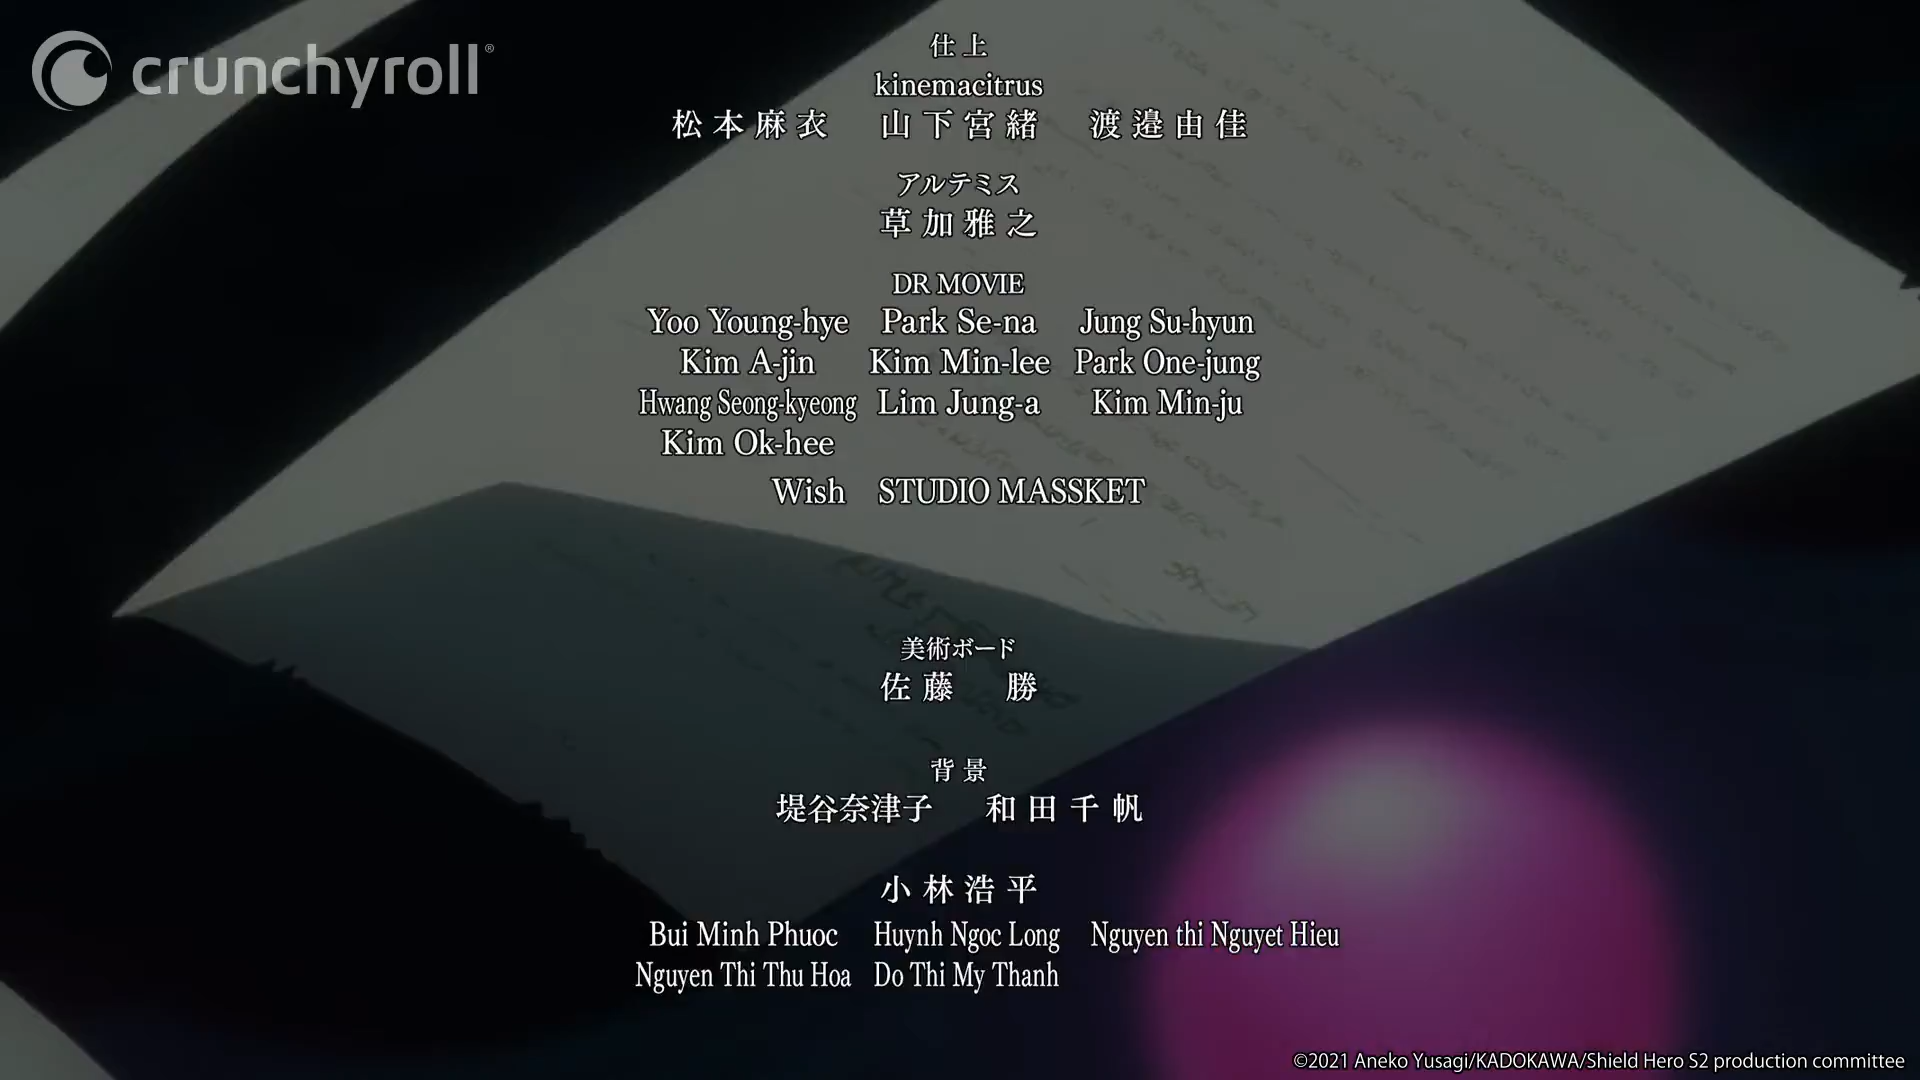 crunchyroll®
仕上
kinemacitrus
松本麻衣 山下宮緒 渡邉由佳
アルテミス
草加雅之
DR MOVIE
Yoo Young-hye Park Se-na Jung Su-hyun
Kim A-jin Kim Min-lee Park One-jung
Hwang Seong-kyeong Lim Jung-a Kim Min-ju
Kim Ok-hee
Wish STUDIO MASSKET
美術ボード
佐藤 勝
背景
堤谷奈津子 和田千帆
小林浩平
Bui Minh Phuoc Huynh Ngoc Long Nguyen thi Nguyet Hieu
Nguyen Thi Thu Hoa Do Thi My Thanh
©2021 Aneko Yusagi/KADOKAWA/Shield Hero S2 production committee